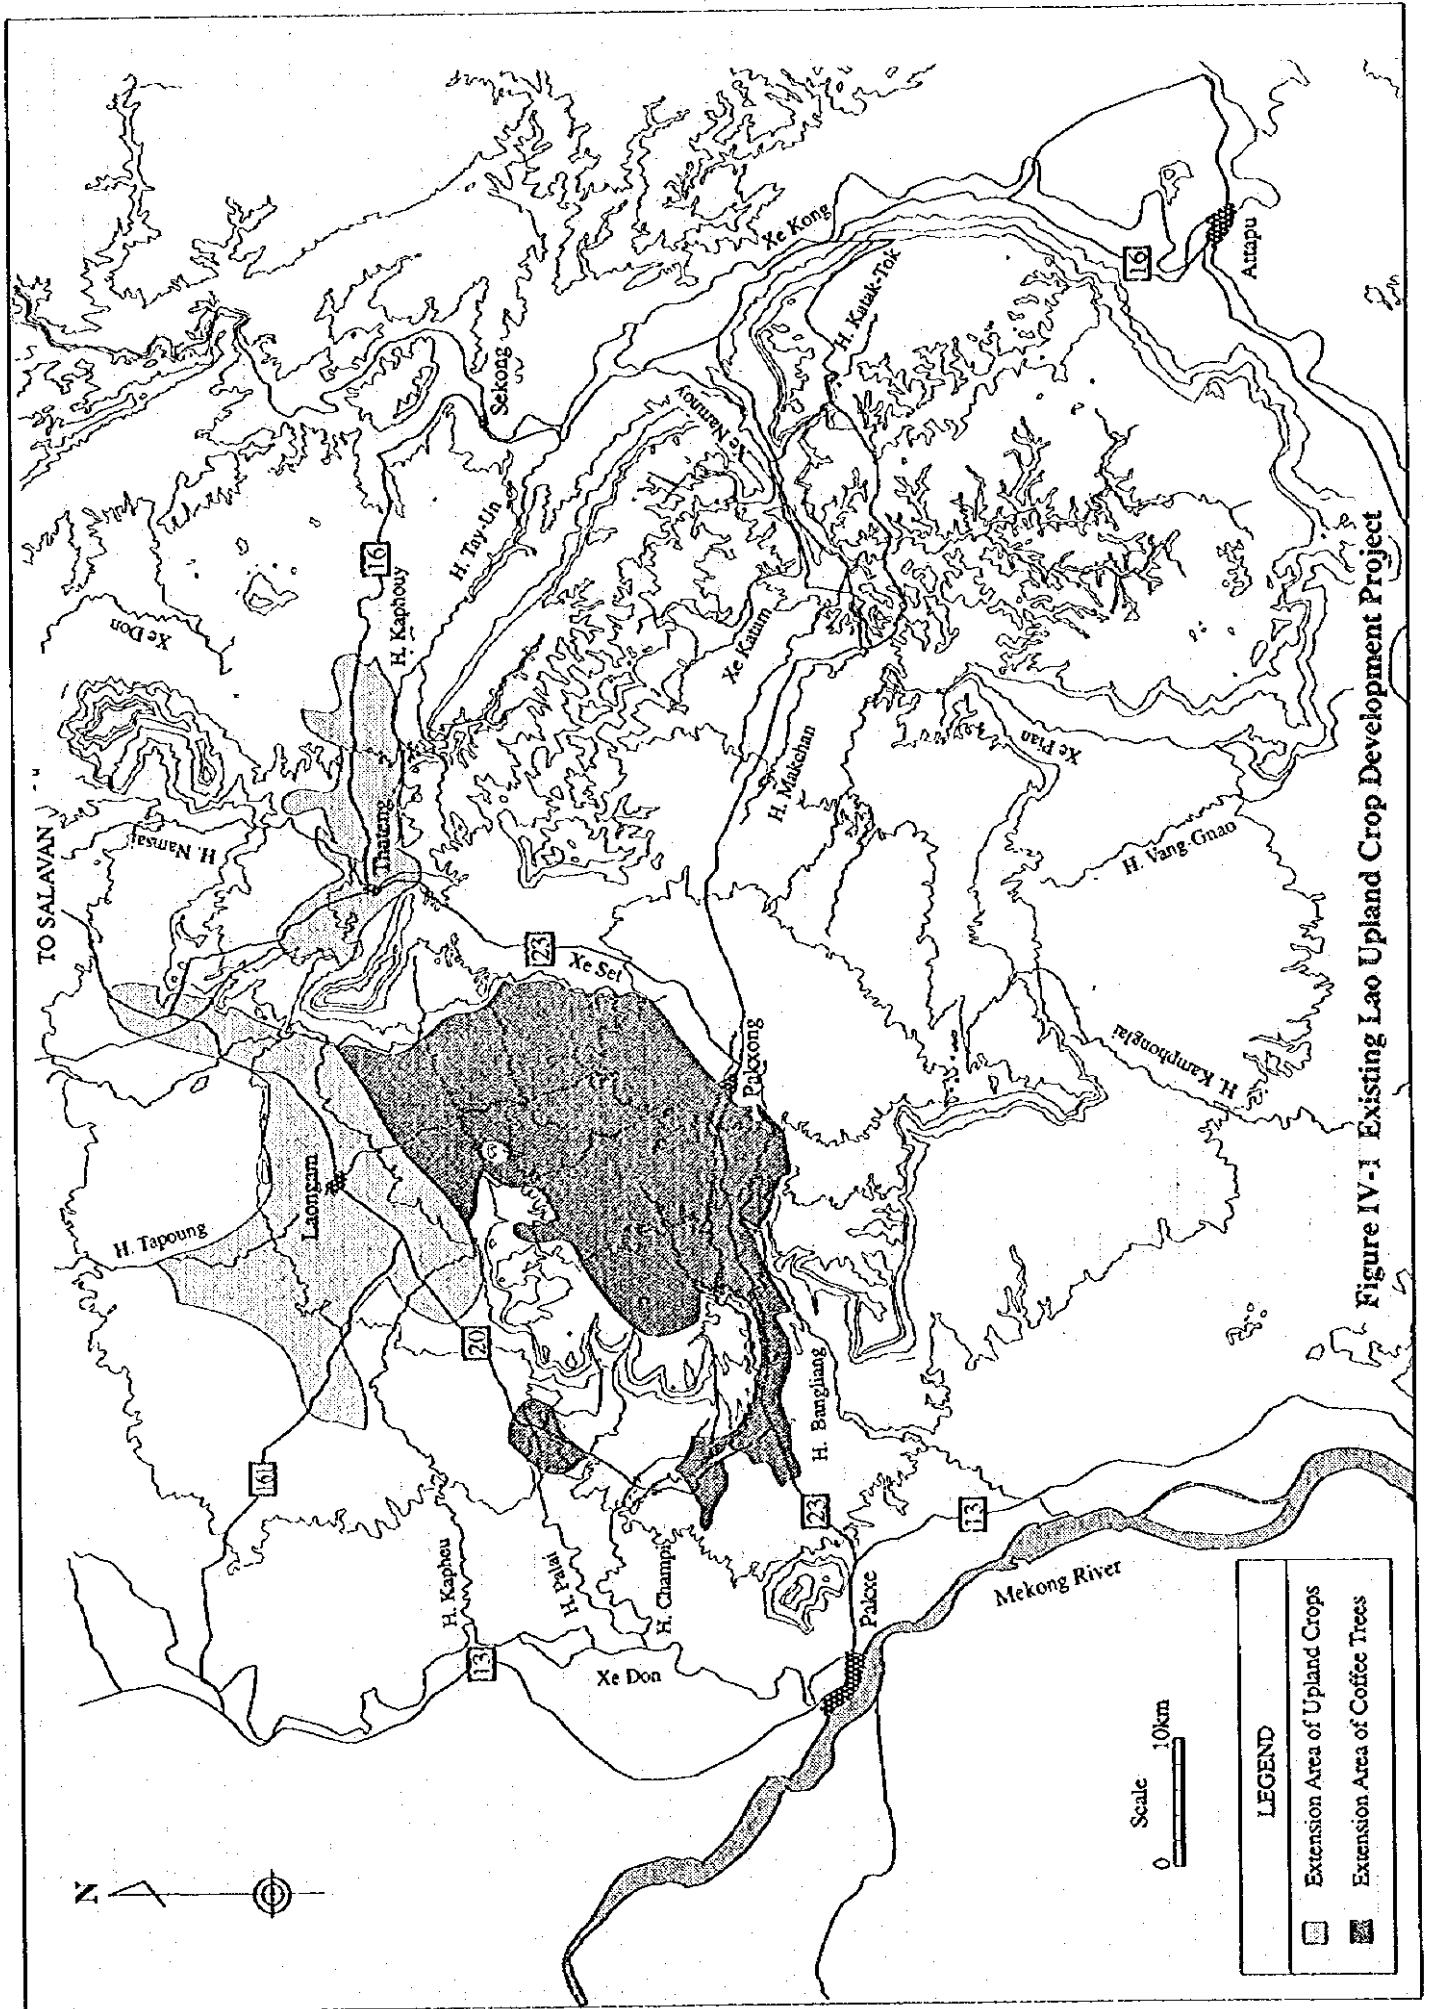 TO SALAVAN
Xe Don
H. Namsai
H. Tapoung
Laongam
Thateng
16
H. Kaphouy
H. Tay-Un
Sekong
Xe Kong
16
20
23
Xe Set
Xe Namnoy
H. Katak-Tok
Xe Katum
H. Makchan
Pakxong
16
H. Kapheu
13
H. Palai
H. Champi
Xe Don
H. Bangliang
23
Pakxe
13
Mekong River
Xe Pian
H. Vang-Gnao
H. Kamphonglai
16
Attapu
N
Scale
0 10km
LEGEND
Extension Area of Upland Crops
Extension Area of Coffee Trees
Figure IV-1 Existing Lao Upland Crop Development Project